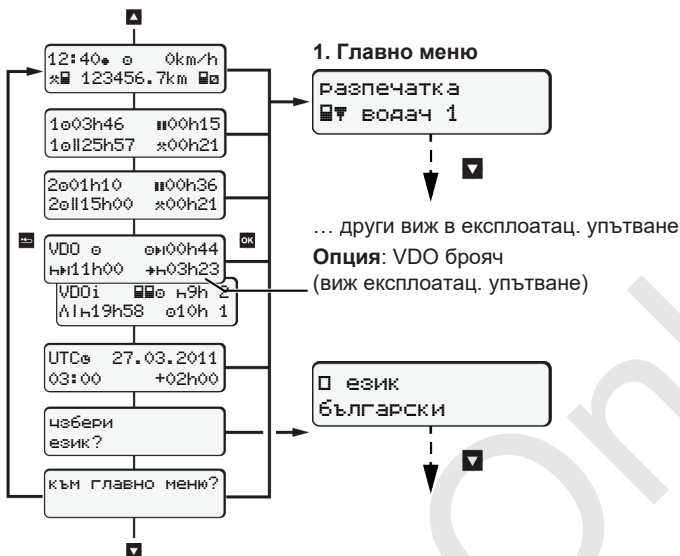 12:40 0km/h
123456.7km
1 03h46 00h15
1 25h57 00h21
2 01h10 00h36
2 15h00 00h21
VDO 00h44
11h00 03h23
VDOi 9h 2
19h58 10h 1
UTC 27.03.2011
03:00 +02h00
избери
език?
към главно меню?
OK
1. Главно меню
разпечатка
водач 1
… други виж в експлоатац. упътване
Опция: VDO брояч
(виж експлоатац. упътване)
език
български